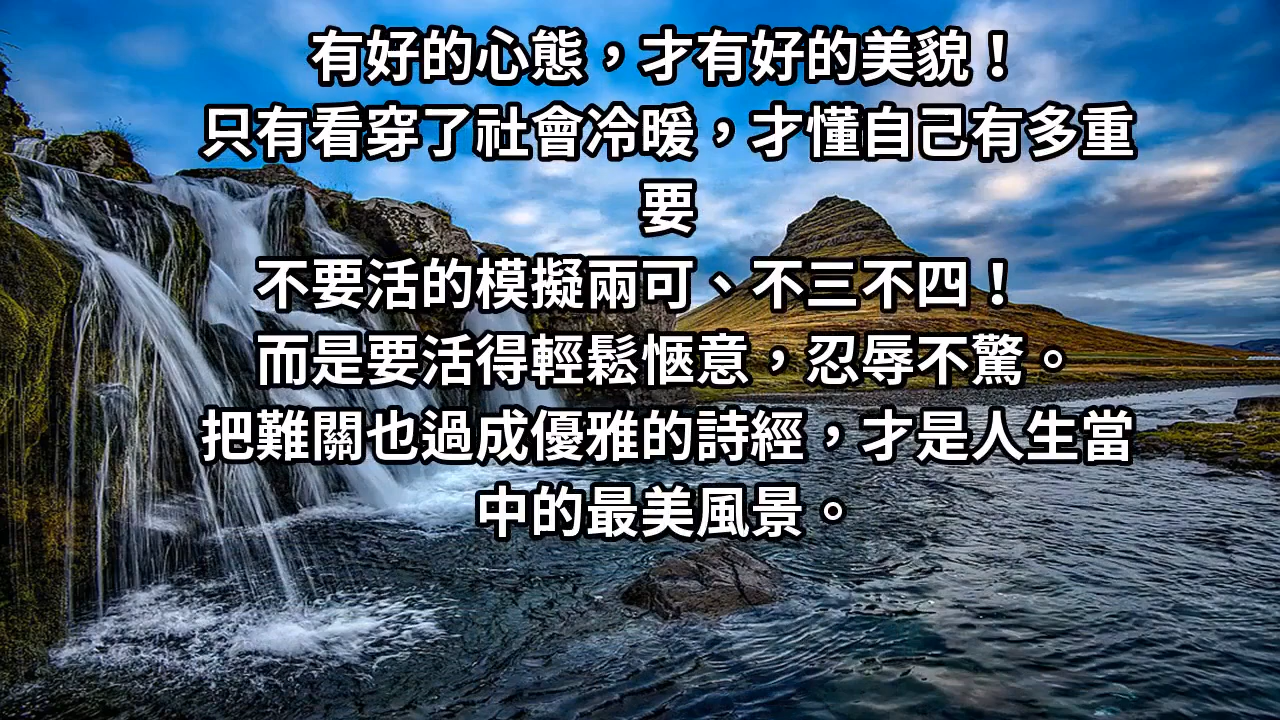 有好的心態，才有好的美貌！
只有看穿了社會冷暖，才懂自己有多重
要
不要活的模擬兩可、不三不四！
而是要活得輕鬆愜意，忍辱不驚。
把難關也過成優雅的詩經，才是人生當
中的最美風景。